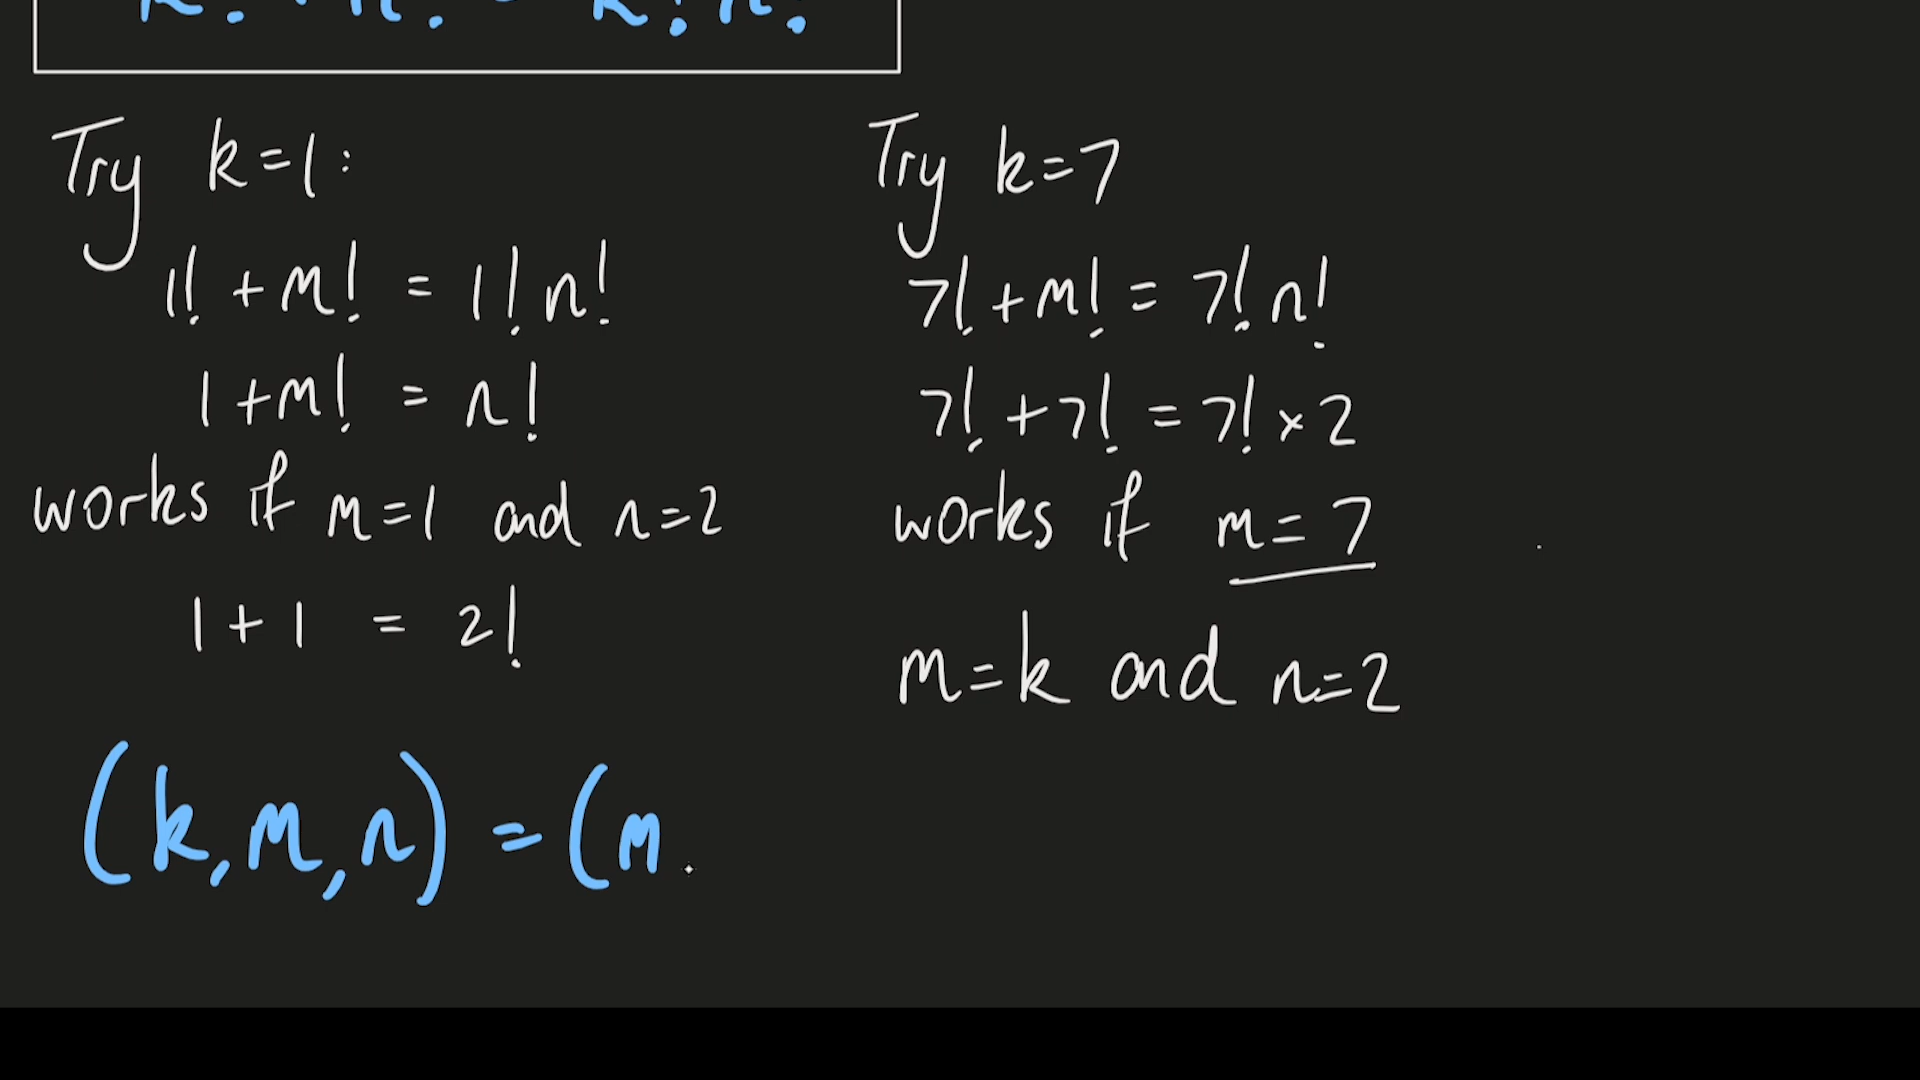 Try k=1:
1! + m! = 1! n!
1 + m! = n!
works if m=1 and n=2
1 + 1 = 2!
Try k=7
7! + m! = 7! n!
7! + 7! = 7! × 2
works if m=7
m=k and n=2
(k, m, n) = (m